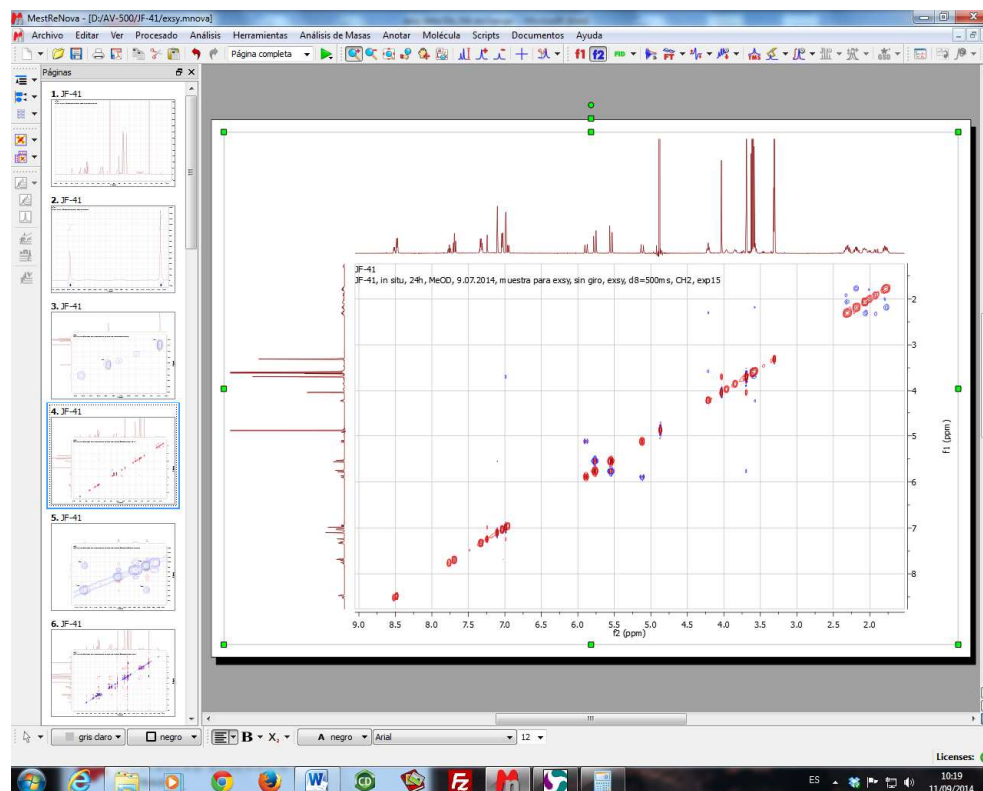 MestReNova - [D:/AV-500/JF-41/exsy.mnova]
Archivo Editar Ver Procesado Análisis Herramientas Análisis de Masas Anotar Molécula Scripts Documentos Ayuda
Página completa
f1 f2
Páginas
1. JF-41
2. JF-41
3. JF-41
4. JF-41
5. JF-41
6. JF-41
JF-41
JF-41, in situ, 24h, MeOD, 9.07.2014, muestra para exsy, sin giro, exsy, d8=500ms, CH2, exp15
2
3
4
5
6
7
8
f1 (ppm)
9.0 8.5 8.0 7.5 7.0 6.5 6.0 5.5 5.0 4.5 4.0 3.5 3.0 2.5 2.0
f2 (ppm)
gris claro negro B X, A negro Arial 12
Licenses:
ES 10:19
11/09/2014